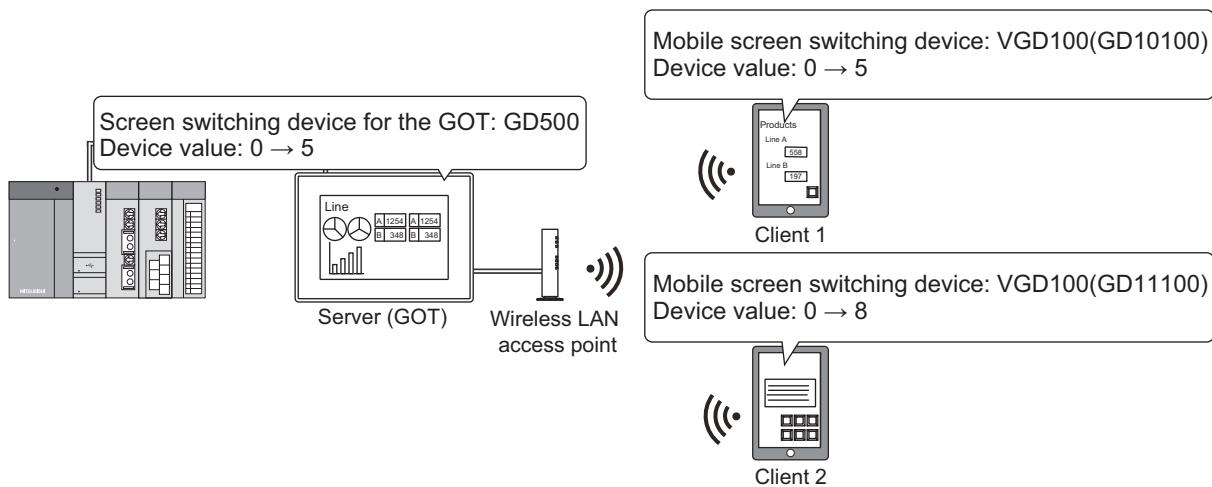 Mobile screen switching device: VGD100(GD10100)
Device value: 0 → 5
Screen switching device for the GOT: GD500
Device value: 0 → 5
Products
Line A
558
Line B
197
Client 1
Line
A 1254 A 1254
B 348 B 348
MITSUBISHI
Server (GOT)
Wireless LAN
access point
Mobile screen switching device: VGD100(GD11100)
Device value: 0 → 8
Client 2